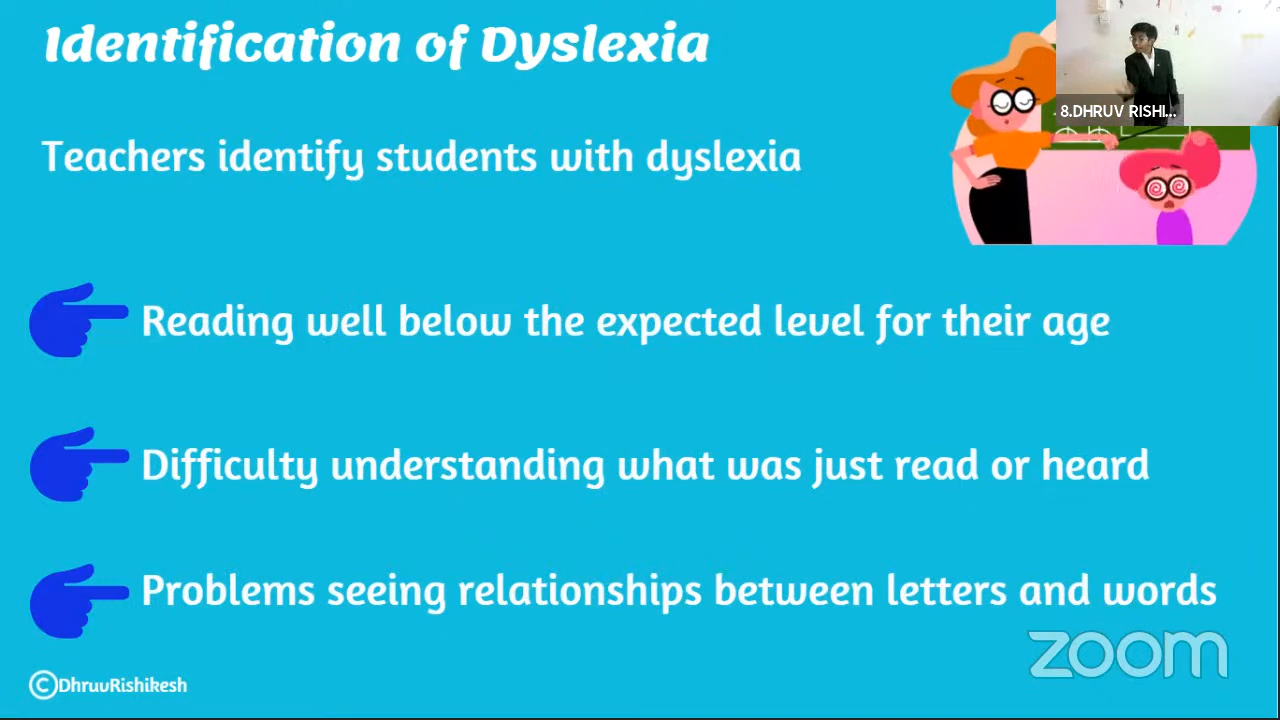 Identification of Dyslexia
8.DHRUV RISHI...
Teachers identify students with dyslexia
Reading well below the expected level for their age
Difficulty understanding what was just read or heard
Problems seeing relationships between letters and words
zoom
©DhruvRishikesh